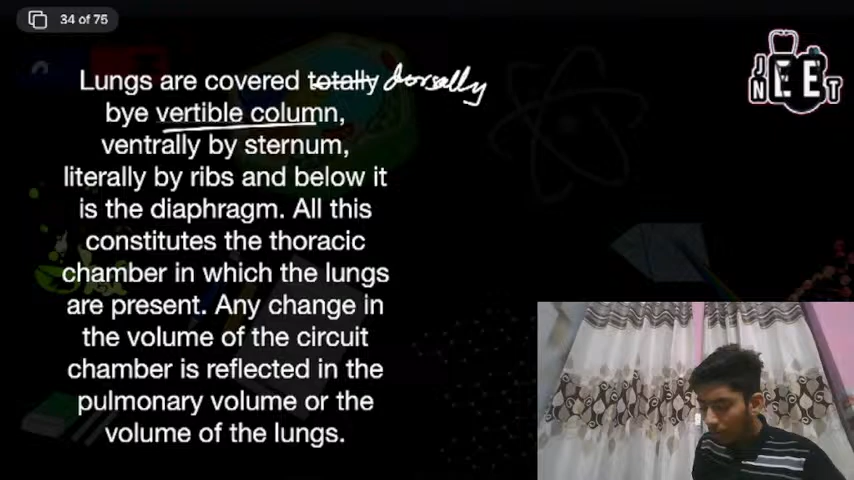 34 of 75
JNEET
Lungs are covered totally dorsally
bye vertible column,
ventrally by sternum,
literally by ribs and below it
is the diaphragm. All this
constitutes the thoracic
chamber in which the lungs
are present. Any change in
the volume of the circuit
chamber is reflected in the
pulmonary volume or the
volume of the lungs.